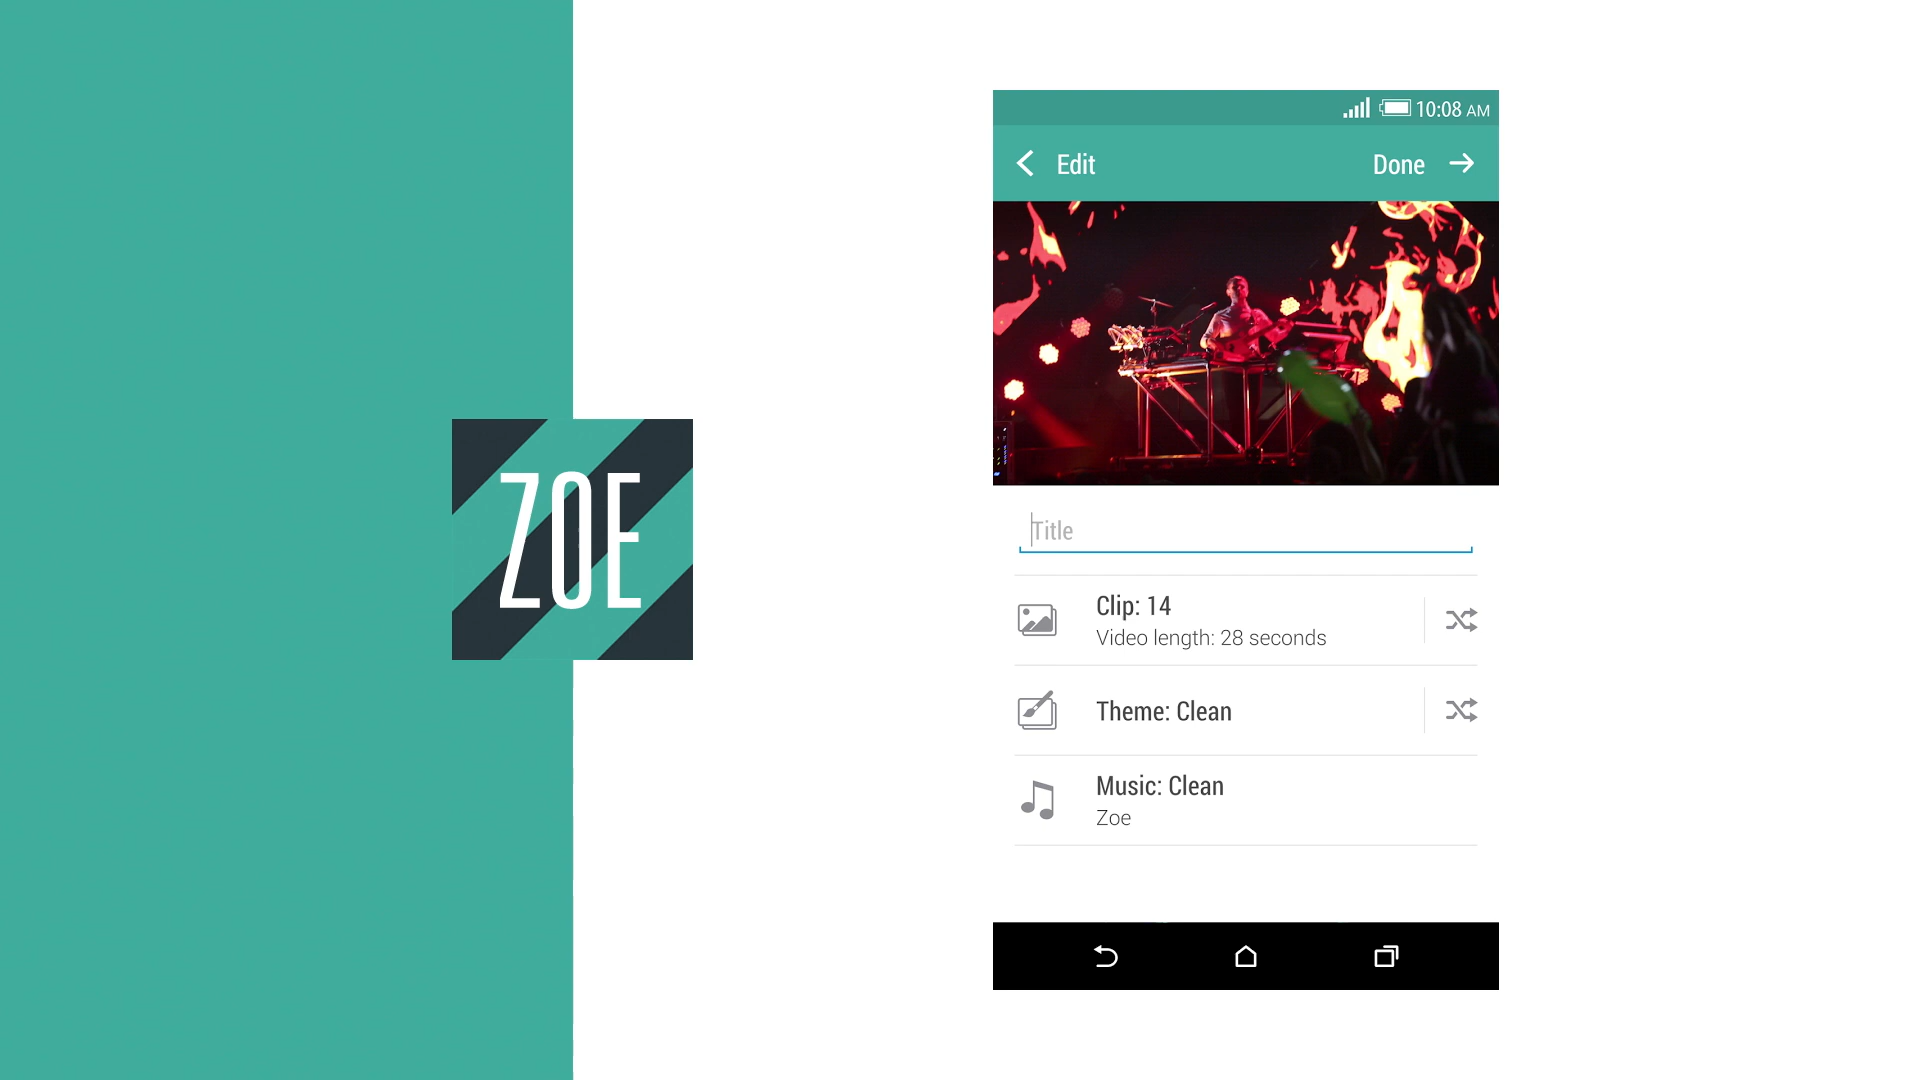 ZOE
10:08 AM
Edit
Done
Title
Clip: 14
Video length: 28 seconds
Theme: Clean
Music: Clean
Zoe